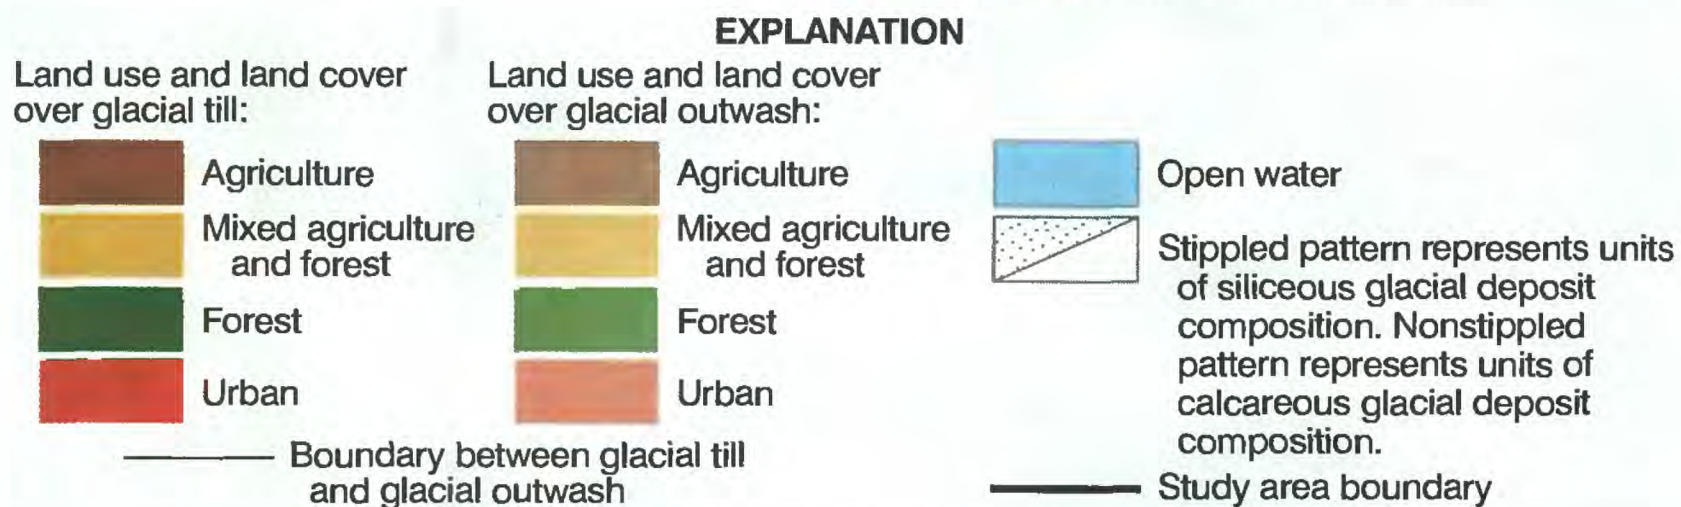 EXPLANATION
Land use and land cover
over glacial till:
Agriculture
Mixed agriculture
and forest
Forest
Urban
Land use and land cover
over glacial outwash:
Agriculture
Mixed agriculture
and forest
Forest
Urban
Boundary between glacial till
and glacial outwash
Open water
Stippled pattern represents units
of siliceous glacial deposit
composition. Nonstippled
pattern represents units of
calcareous glacial deposit
composition.
Study area boundary